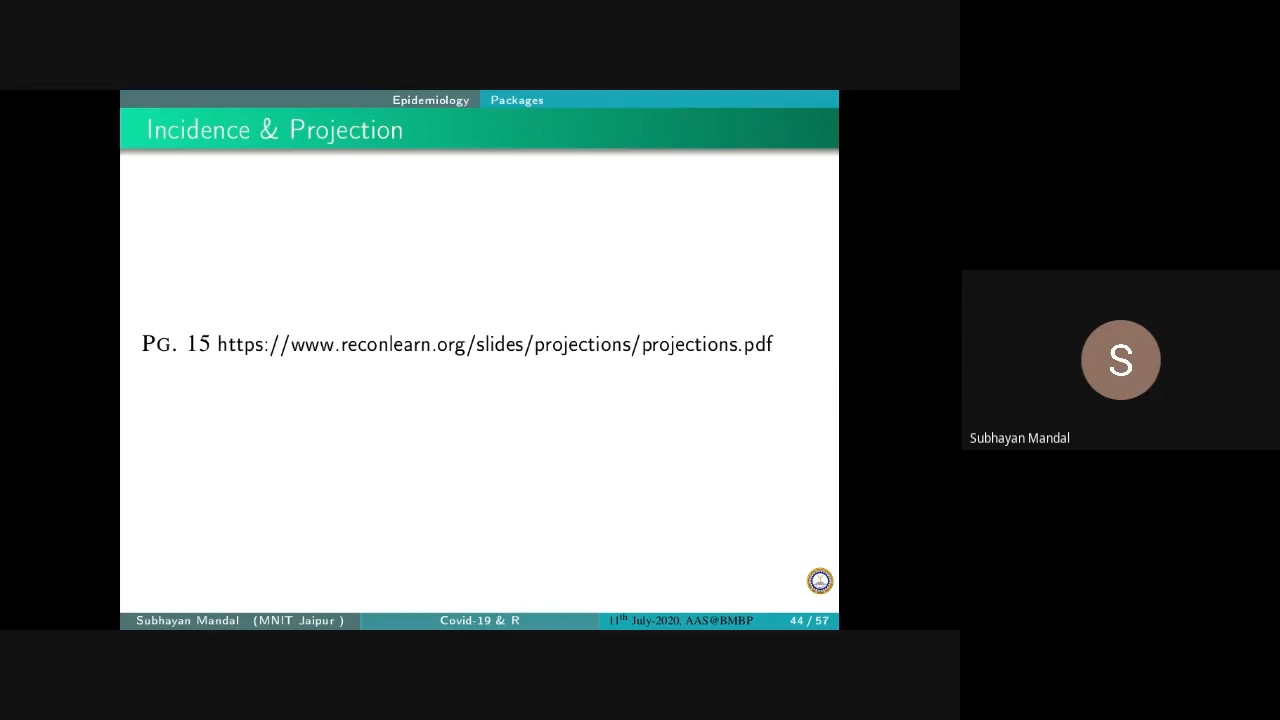 Epidemiology Packages
Incidence & Projection
PG. 15 https://www.reconlearn.org/slides/projections/projections.pdf
S
Subhayan Mandal
Subhayan Mandal (MNIT Jaipur ) Covid-19 & R 11th July-2020, AAS@BMBP 44 / 57